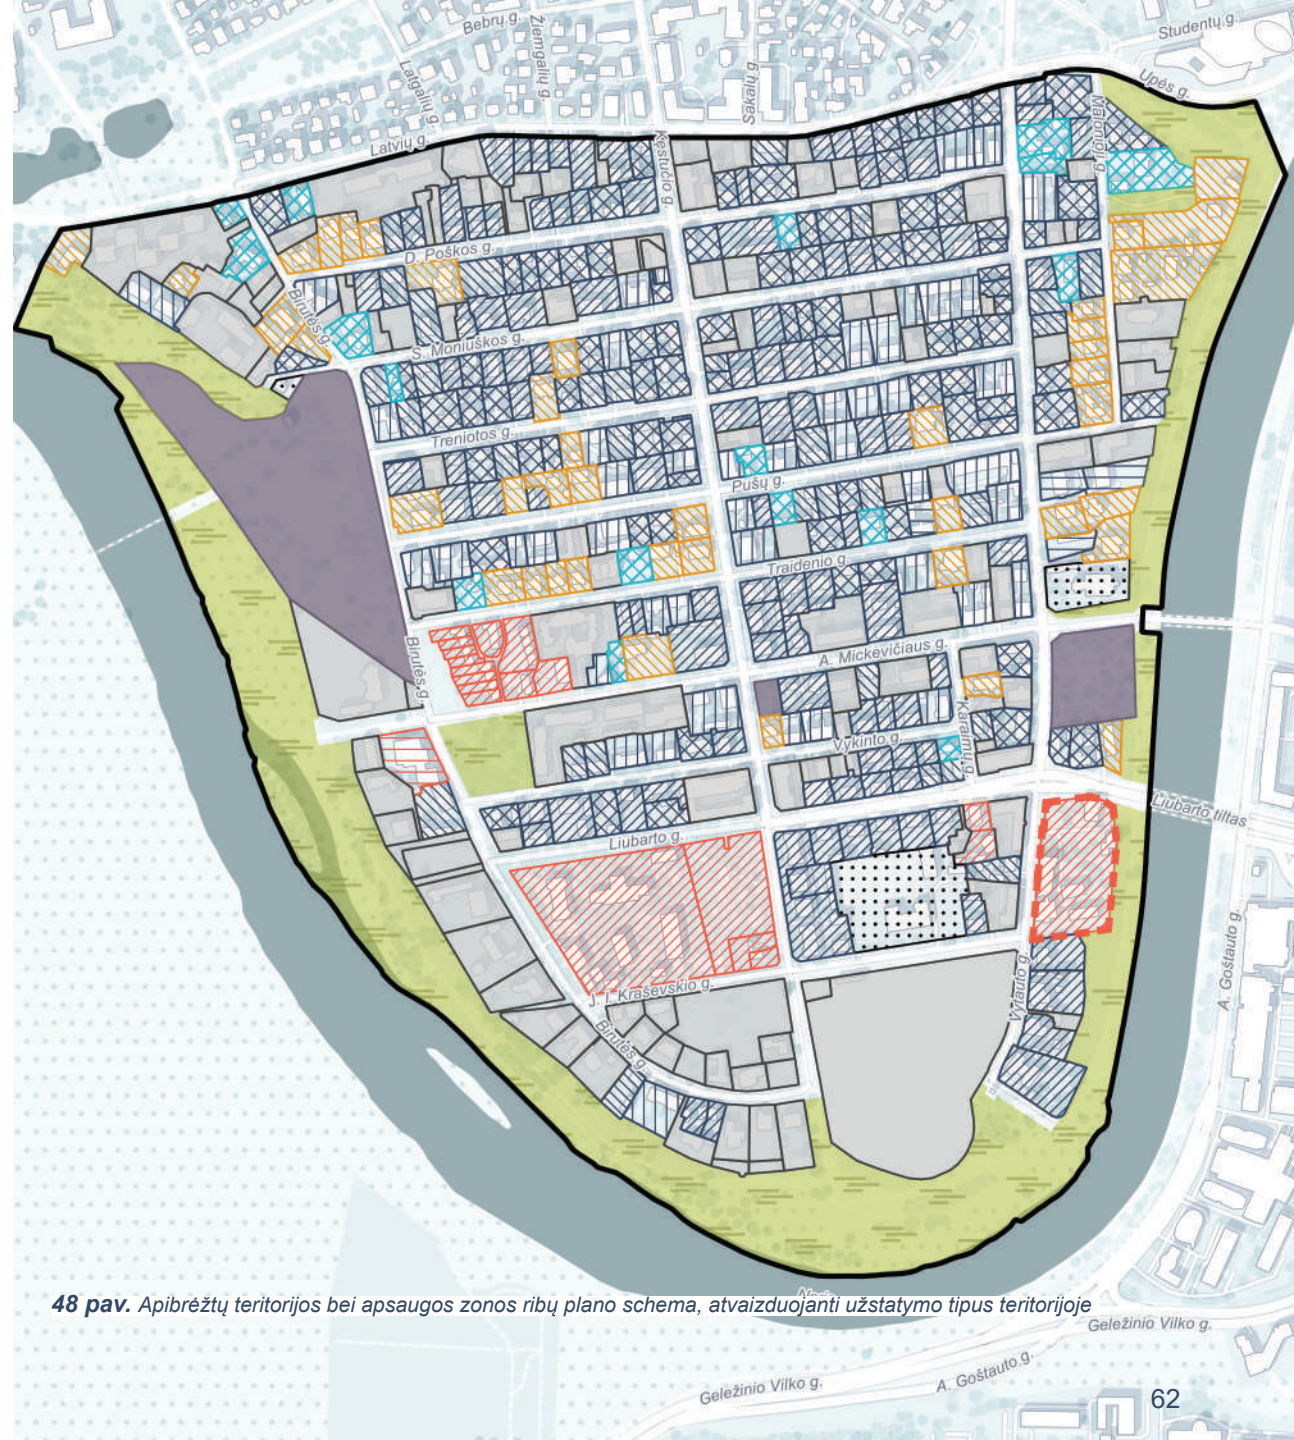 Bebrų g.
Žiemgalių g.
Studentų g.
Latgalių g.
Sakalų g.
Upės g.
Latvių g.
Kęstučio g.
Maironio g.
D. Poškos g.
Birutės g.
S. Moniuškos g.
Treniotos g.
Pušų g.
Traidenio g.
Birutės g.
A. Mickevičiaus g.
Karaimų g.
Vykinto g.
Liubarto tiltas
Liubarto g.
A. Goštauto g.
J. I. Kraševskio g.
Vytauto g.
Birutės g.
48 pav. Apibrėžtų teritorijos bei apsaugos zonos ribų plano schema, atvaizduojanti užstatymo tipus teritorijoje
Geležinio Vilko g.
A. Goštauto g.
Geležinio Vilko g.
62